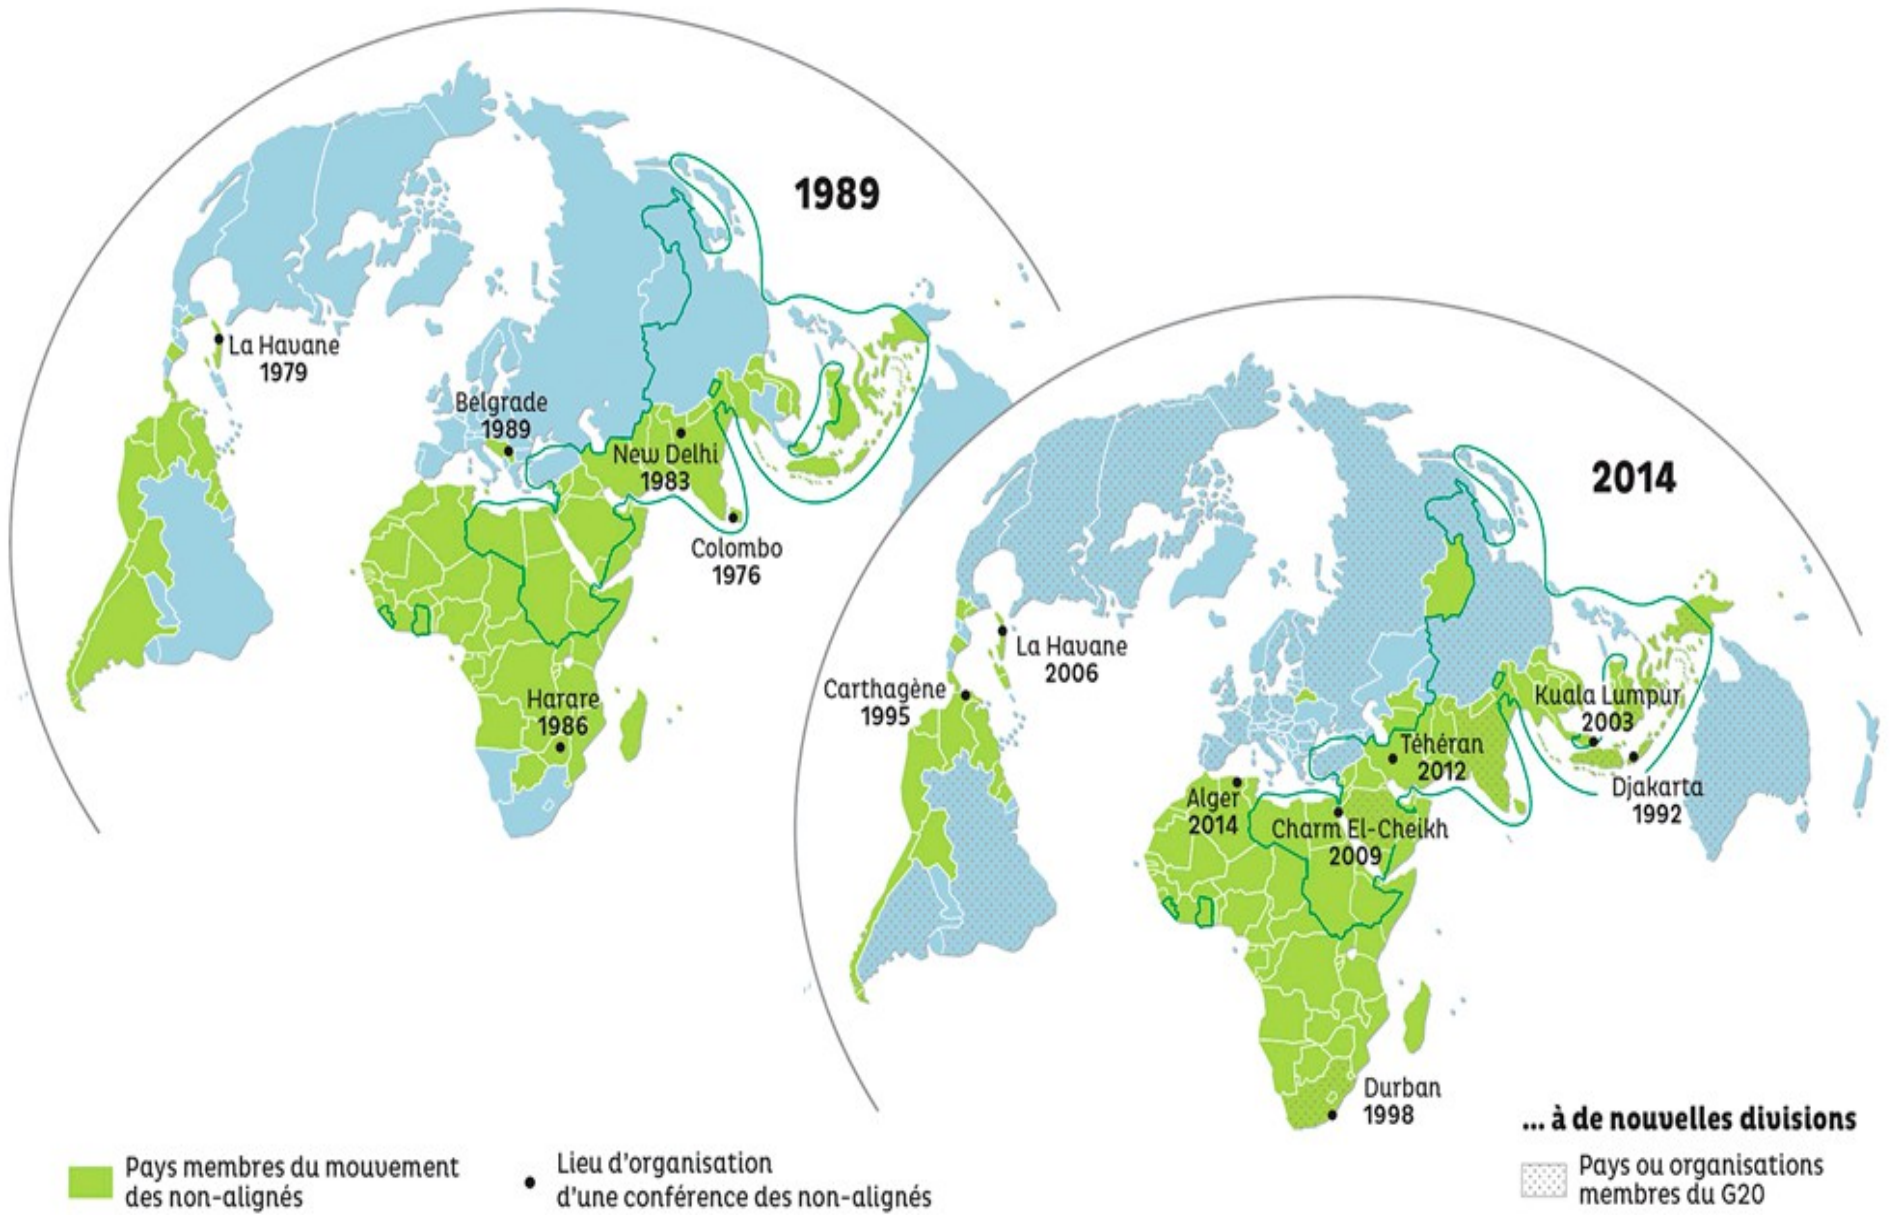 1989
La Havane
1979
Belgrade
1989
New Delhi
1983
Colombo
1976
Harare
1986
2014
La Havane
2006
Carthagène
1995
Kuala Lumpur
2003
Téhéran
2012
Djakarta
1992
Alger
2014
Charm El-Cheikh
2009
Durban
1998
... à de nouvelles divisions
Pays membres du mouvement
des non-alignés
Lieu d'organisation
d'une conférence des non-alignés
Pays ou organisations
membres du G20